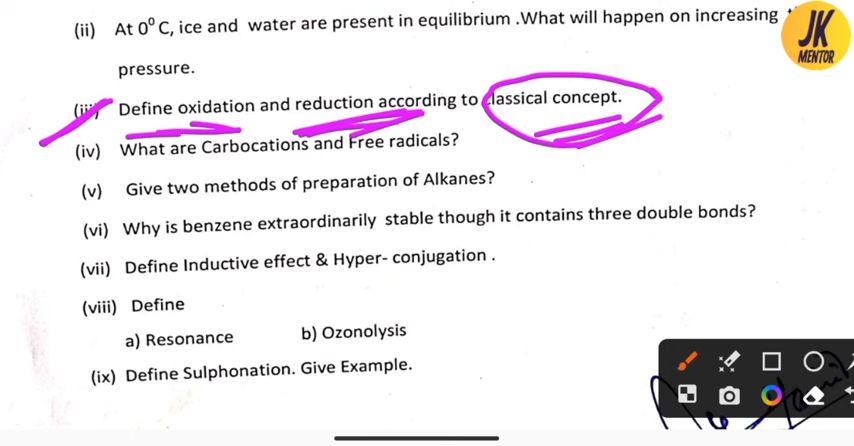 (ii) At 0⁰ C, ice and water are present in equilibrium .What will happen on increasing
JK
MENTOR
pressure.
(iii) Define oxidation and reduction according to classical concept.
(iv) What are Carbocations and Free radicals?
(v) Give two methods of preparation of Alkanes?
(vi) Why is benzene extraordinarily stable though it contains three double bonds?
(vii) Define Inductive effect & Hyper- conjugation .
(viii) Define
a) Resonance b) Ozonolysis
(ix) Define Sulphonation. Give Example.